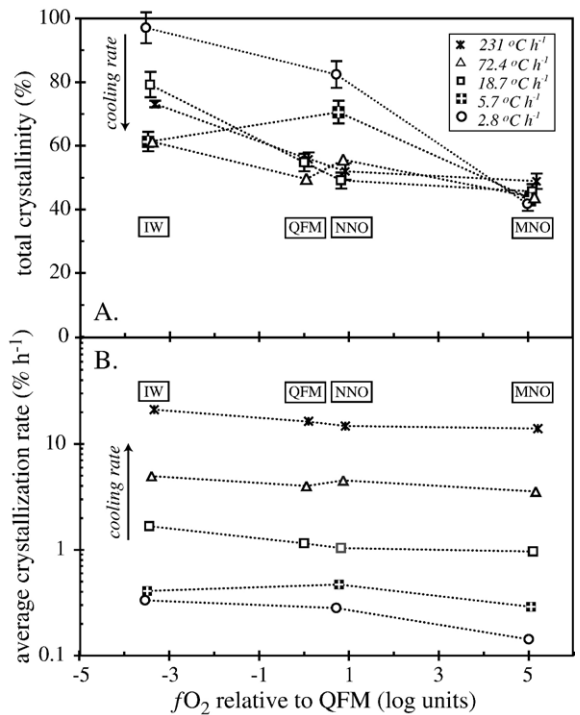 100
80
60
40
20
0
total crystallinity (%)
cooling rate
231 °C h⁻¹
72.4 °C h⁻¹
18.7 °C h⁻¹
5.7 °C h⁻¹
2.8 °C h⁻¹
IW
QFM
NNO
MNO
A.
B.
IW
QFM
NNO
MNO
10
1
0.1
average crystallization rate (% h⁻¹)
cooling rate
-5
-3
-1
1
3
5
fO₂ relative to QFM (log units)